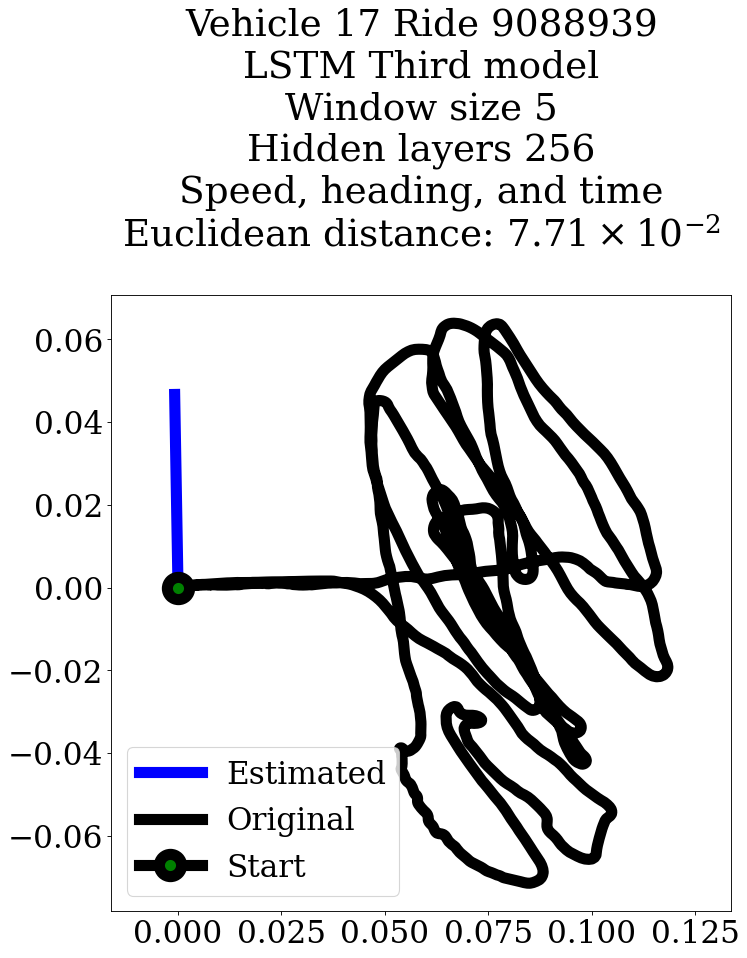 Vehicle 17 Ride 9088939
LSTM Third model
Window size 5
Hidden layers 256
Speed, heading, and time
Euclidean distance: 7.71 × 10⁻²
0.06
0.04
0.02
0.00
−0.02
−0.04
−0.06
Estimated
Original
Start
0.000 0.025 0.050 0.075 0.100 0.125